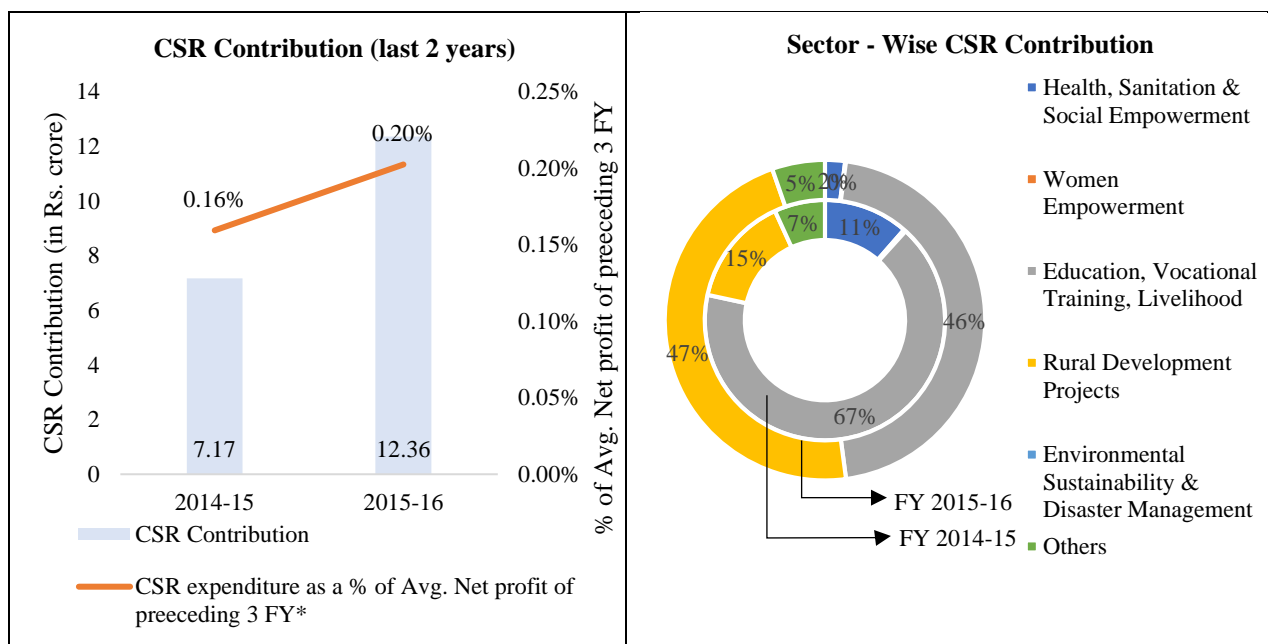 CSR Contribution (last 2 years)
CSR Contribution (in Rs. crore)
14
12
10
8
6
4
2
0
0.16%
0.20%
7.17
12.36
2014-15
2015-16
0.25%
0.20%
0.15%
0.10%
0.05%
0.00%
% of Avg. Net profit of preceding 3 FY
CSR Contribution
CSR expenditure as a % of Avg. Net profit of
preeceding 3 FY*
Sector - Wise CSR Contribution
5%
2%
0%
7%
11%
15%
46%
47%
67%
FY 2015-16
FY 2014-15
Health, Sanitation &
Social Empowerment
Women
Empowerment
Education, Vocational
Training, Livelihood
Rural Development
Projects
Environmental
Sustainability &
Disaster Management
Others